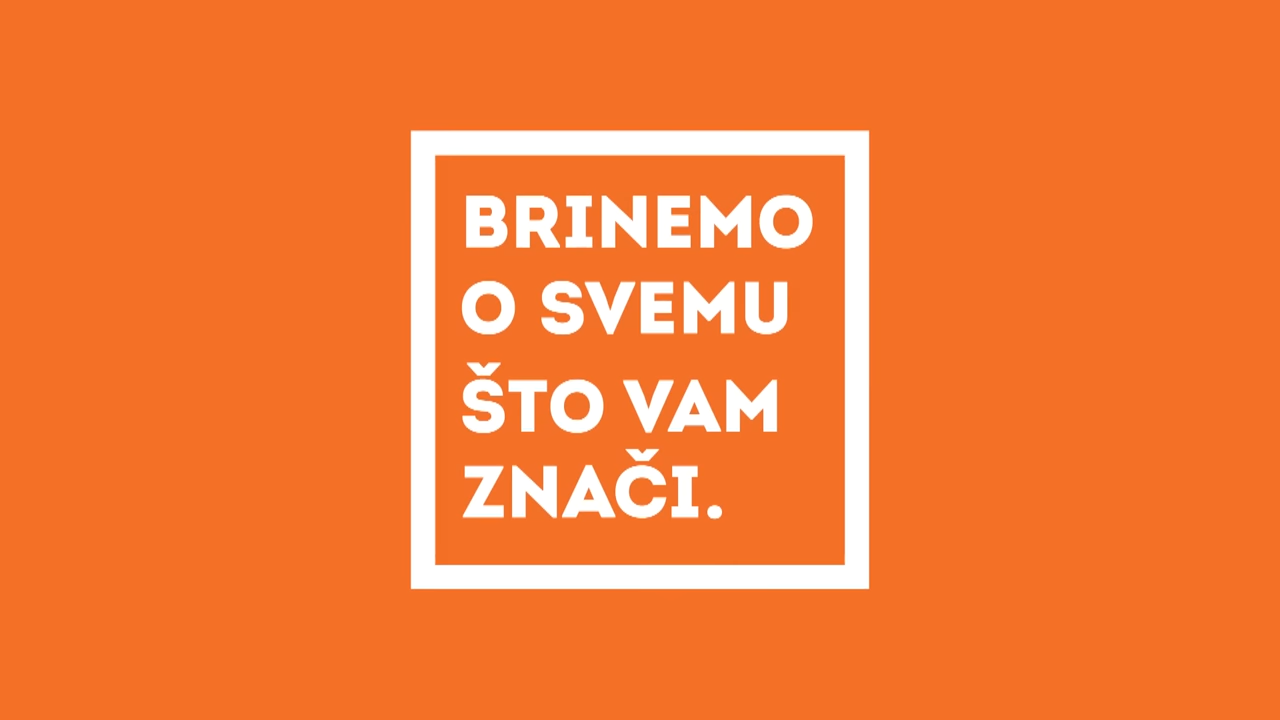 BRINEMO
O SVEMU
ŠTO VAM
ZNAČI.